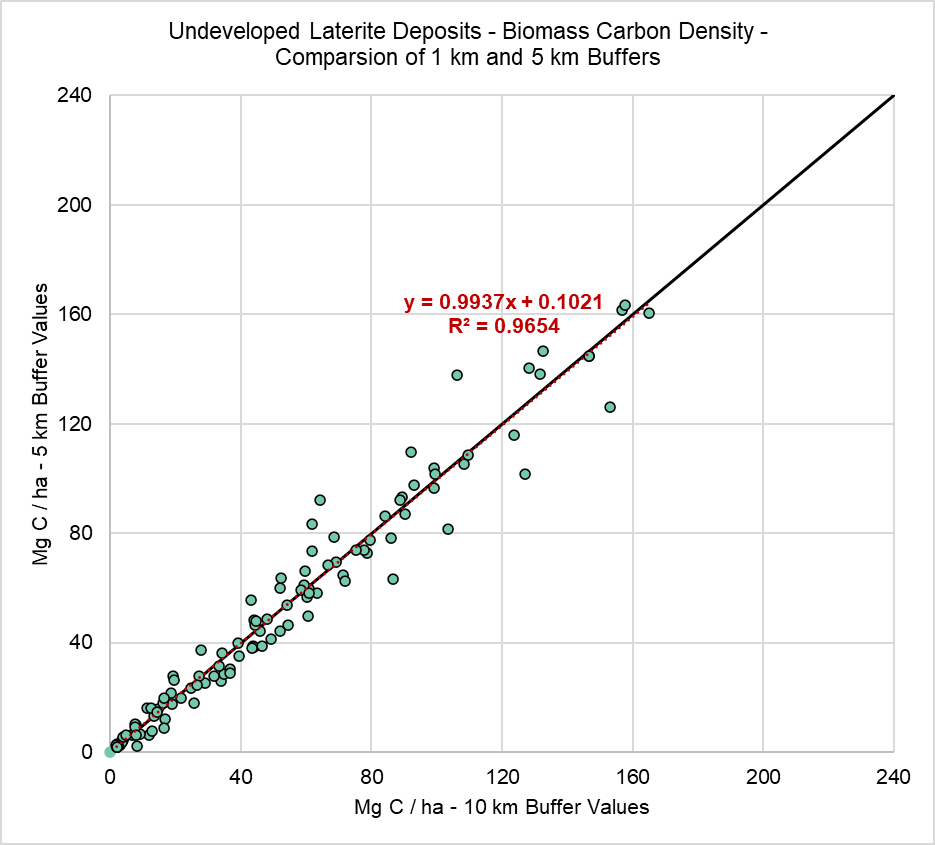 Undeveloped Laterite Deposits - Biomass Carbon Density -
Comparsion of 1 km and 5 km Buffers
240
200
160
120
80
40
0
y = 0.9937x + 0.1021
R² = 0.9654
Mg C / ha - 5 km Buffer Values
0 40 80 120 160 200 240
Mg C / ha - 10 km Buffer Values